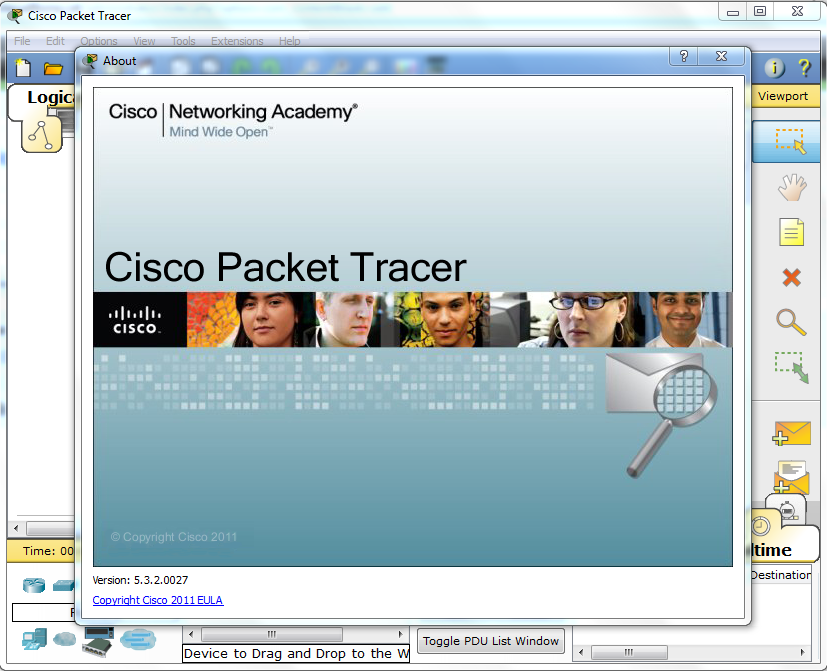 Cisco Packet Tracer
File Edit Options View Tools Extensions Help
About
Logica
Viewport
Cisco Networking Academy®
Mind Wide Open™
Cisco Packet Tracer
CISCO
© Copyright Cisco 2011
Time: 00
ltime
Version: 5.3.2.0027
Destination
Copyright Cisco 2011 EULA
Toggle PDU List Window
Device to Drag and Drop to the W